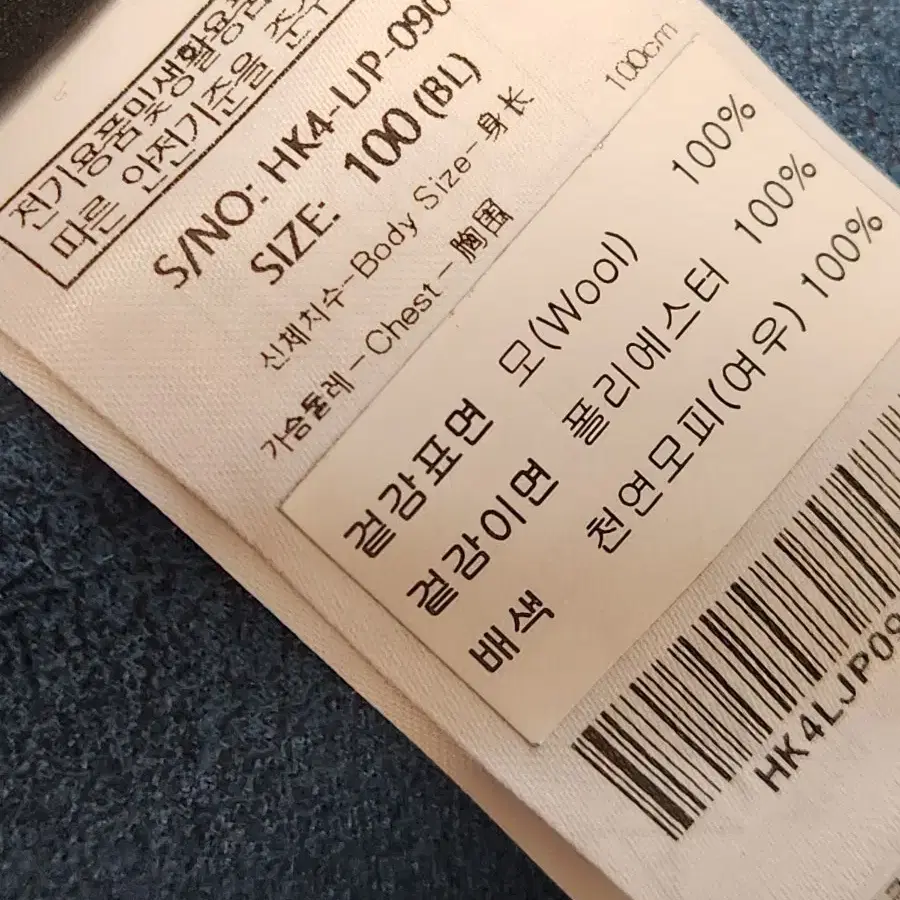 전기용품및생활용품
따른 안전기준을 준수
S/NO: HK4-LJP-090
SIZE: 100 (BL)
신체치수-Body Size-身长
가슴둘레 - Chest - 胸围 100cm
겉감표면 모(Wool) 100%
겉감이면 폴리에스터 100%
배색 천연모피(여우) 100%
HK4LJP09